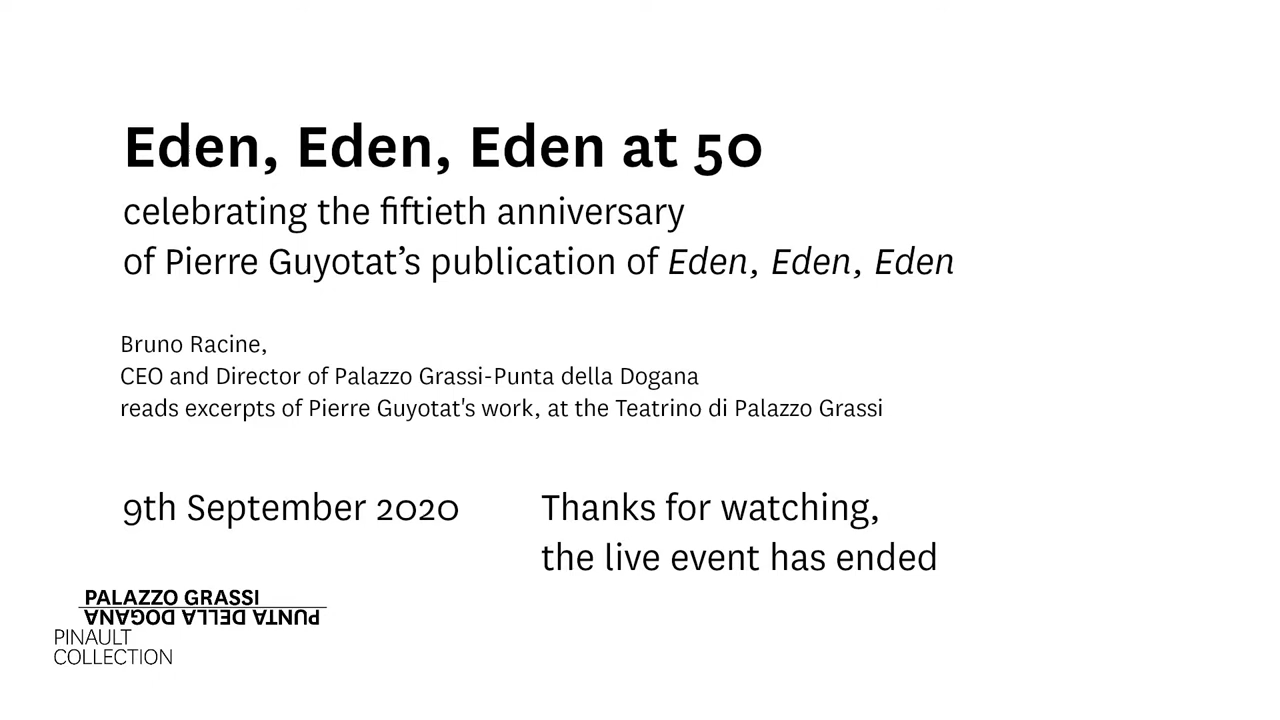 Eden, Eden, Eden at 50
celebrating the fiftieth anniversary
of Pierre Guyotat’s publication of Eden, Eden, Eden
Bruno Racine,
CEO and Director of Palazzo Grassi-Punta della Dogana
reads excerpts of Pierre Guyotat's work, at the Teatrino di Palazzo Grassi
9th September 2020
Thanks for watching,
the live event has ended
PALAZZO GRASSI
PUNTA DELLA DOGANA
PINAULT
COLLECTION